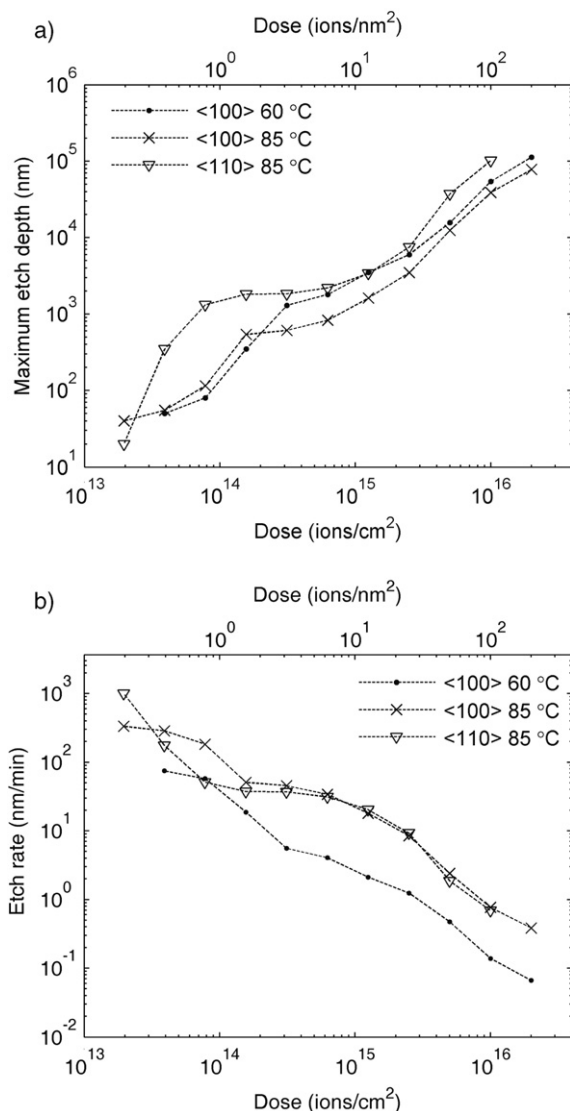 a)
Dose (ions/nm²)
10⁰ 10¹ 10²
10⁶
10⁵
10⁴
10³
10²
10¹
Maximum etch depth (nm)
<100> 60 °C
<100> 85 °C
<110> 85 °C
10¹³ 10¹⁴ 10¹⁵ 10¹⁶
Dose (ions/cm²)
b)
Dose (ions/nm²)
10⁰ 10¹ 10²
10³
10²
10¹
10⁰
10⁻¹
10⁻²
Etch rate (nm/min)
<100> 60 °C
<100> 85 °C
<110> 85 °C
10¹³ 10¹⁴ 10¹⁵ 10¹⁶
Dose (ions/cm²)